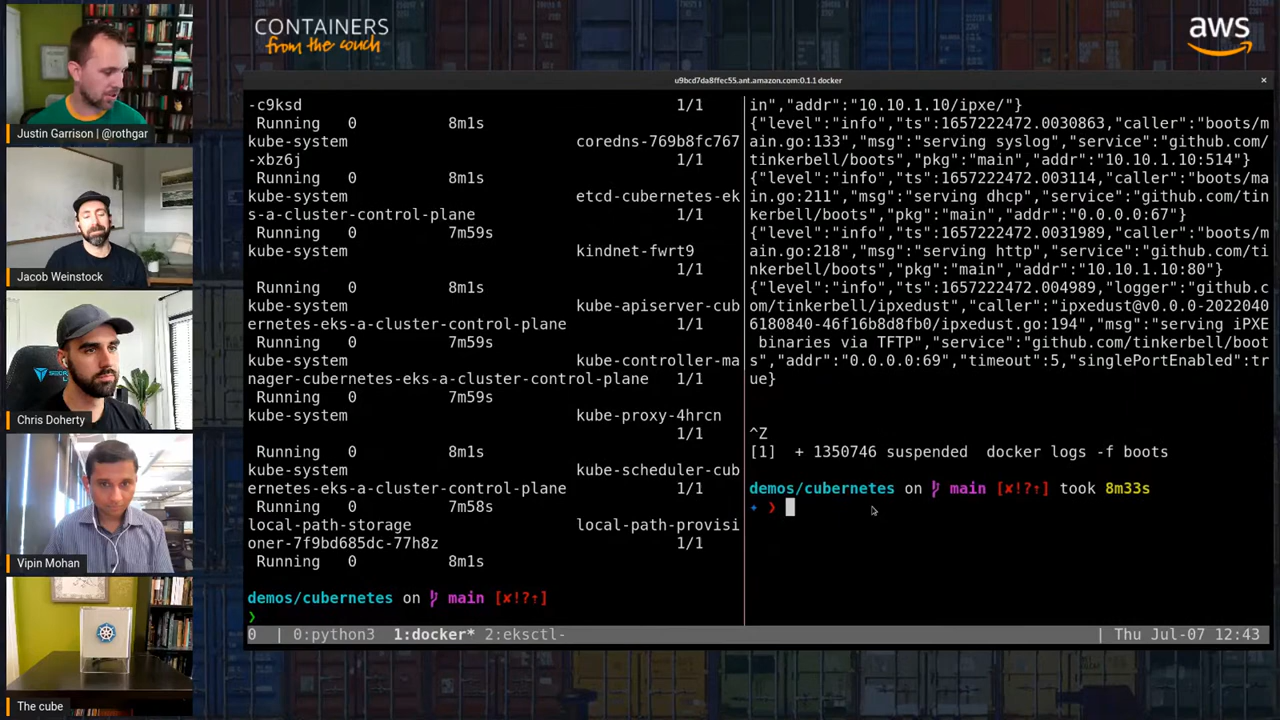 CONTAINERS
from the couch
aws
u9bcd7da8ffec55.ant.amazon.com:0.1.1 docker
-c9ksd 1/1
Running 0 8m1s
kube-system coredns-769b8fc767
-xbz6j 1/1
Running 0 8m1s
kube-system etcd-cubernetes-ek
s-a-cluster-control-plane 1/1
Running 0 7m59s
kube-system kindnet-fwrt9
1/1
Running 0 8m1s
kube-system kube-apiserver-cub
ernetes-eks-a-cluster-control-plane 1/1
Running 0 7m59s
kube-system kube-controller-ma
nager-cubernetes-eks-a-cluster-control-plane 1/1
Running 0 7m59s
kube-system kube-proxy-4hrcn
1/1
Running 0 8m1s
kube-system kube-scheduler-cub
ernetes-eks-a-cluster-control-plane 1/1
Running 0 7m58s
local-path-storage local-path-provisi
oner-7f9bd685dc-77h8z 1/1
Running 0 8m1s
demos/cubernetes on main [✘!?⇡]
❯
in","addr":"10.10.1.10/ipxe/"}
{"level":"info","ts":1657222472.0030863,"caller":"boots/m
ain.go:133","msg":"serving syslog","service":"github.com/
tinkerbell/boots","pkg":"main","addr":"10.10.1.10:514"}
{"level":"info","ts":1657222472.003114,"caller":"boots/ma
in.go:211","msg":"serving dhcp","service":"github.com/tin
kerbell/boots","pkg":"main","addr":"0.0.0.0:67"}
{"level":"info","ts":1657222472.0031989,"caller":"boots/m
ain.go:218","msg":"serving http","service":"github.com/ti
nkerbell/boots","pkg":"main","addr":"10.10.1.10:80"}
{"level":"info","ts":1657222472.004989,"logger":"github.c
om/tinkerbell/ipxedust","caller":"ipxedust@v0.0.0-2022040
6180840-46f16b8d8fb0/ipxedust.go:194","msg":"serving iPXE
binaries via TFTP","service":"github.com/tinkerbell/boot
s","addr":"0.0.0.0:69","timeout":5,"singlePortEnabled":tr
ue}
^Z
[1] + 1350746 suspended docker logs -f boots
demos/cubernetes on main [✘!?⇡] took 8m33s
✦ ❯
0 | 0:python3 1:docker* 2:eksctl- | Thu Jul-07 12:43
Justin Garrison | @rothgar
Jacob Weinstock
Chris Doherty
Vipin Mohan
The cube